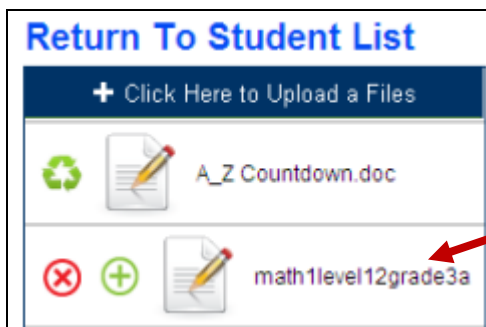 Return To Student List
+ Click Here to Upload a Files
A_Z Countdown.doc
math1level12grade3a